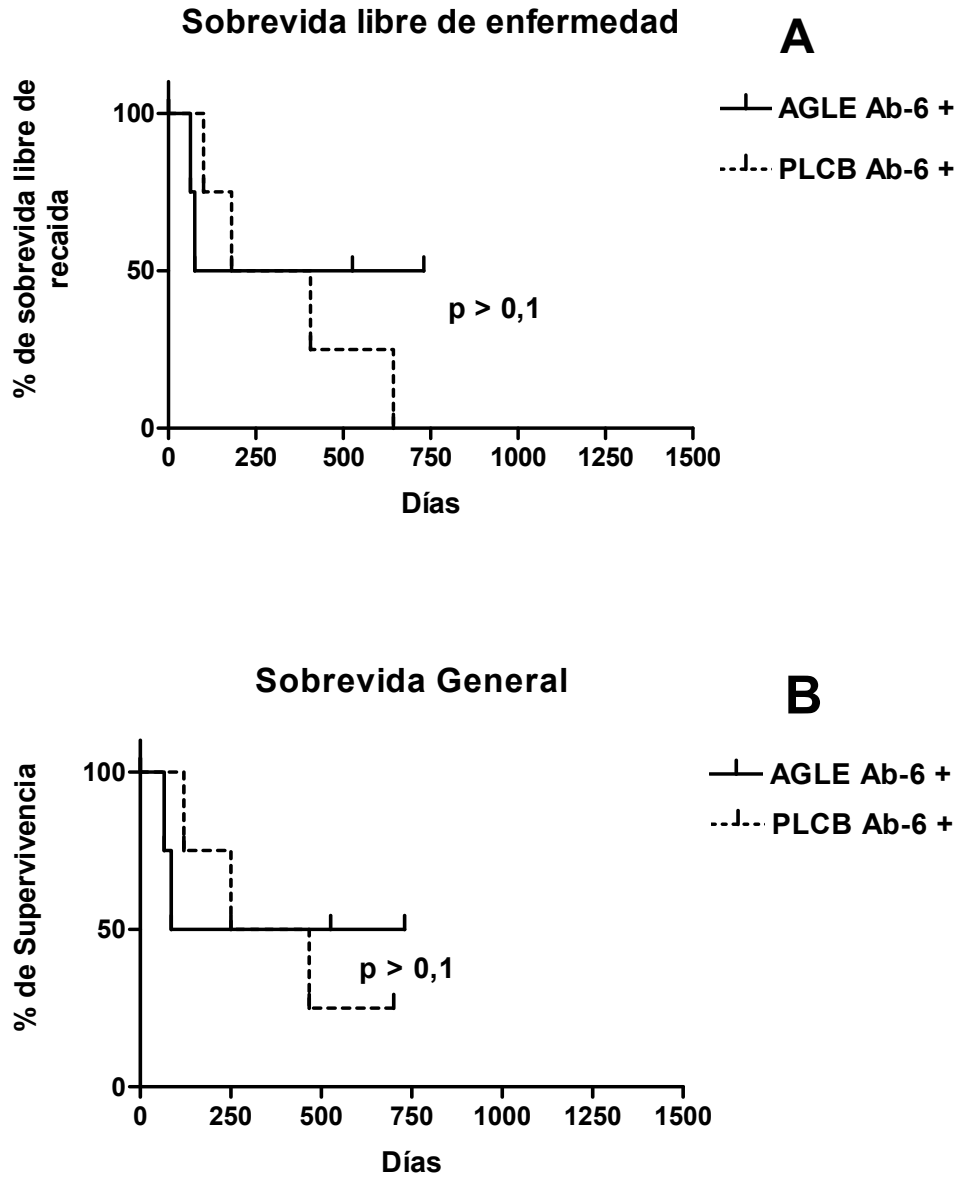 Sobrevida libre de enfermedad
A
AGLE Ab-6 +
PLCB Ab-6 +
% de sobrevida libre de
recaida
100
50
0
p > 0,1
0 250 500 750 1000 1250 1500
Días
Sobrevida General
B
AGLE Ab-6 +
PLCB Ab-6 +
% de Supervivencia
100
50
0
p > 0,1
0 250 500 750 1000 1250 1500
Días